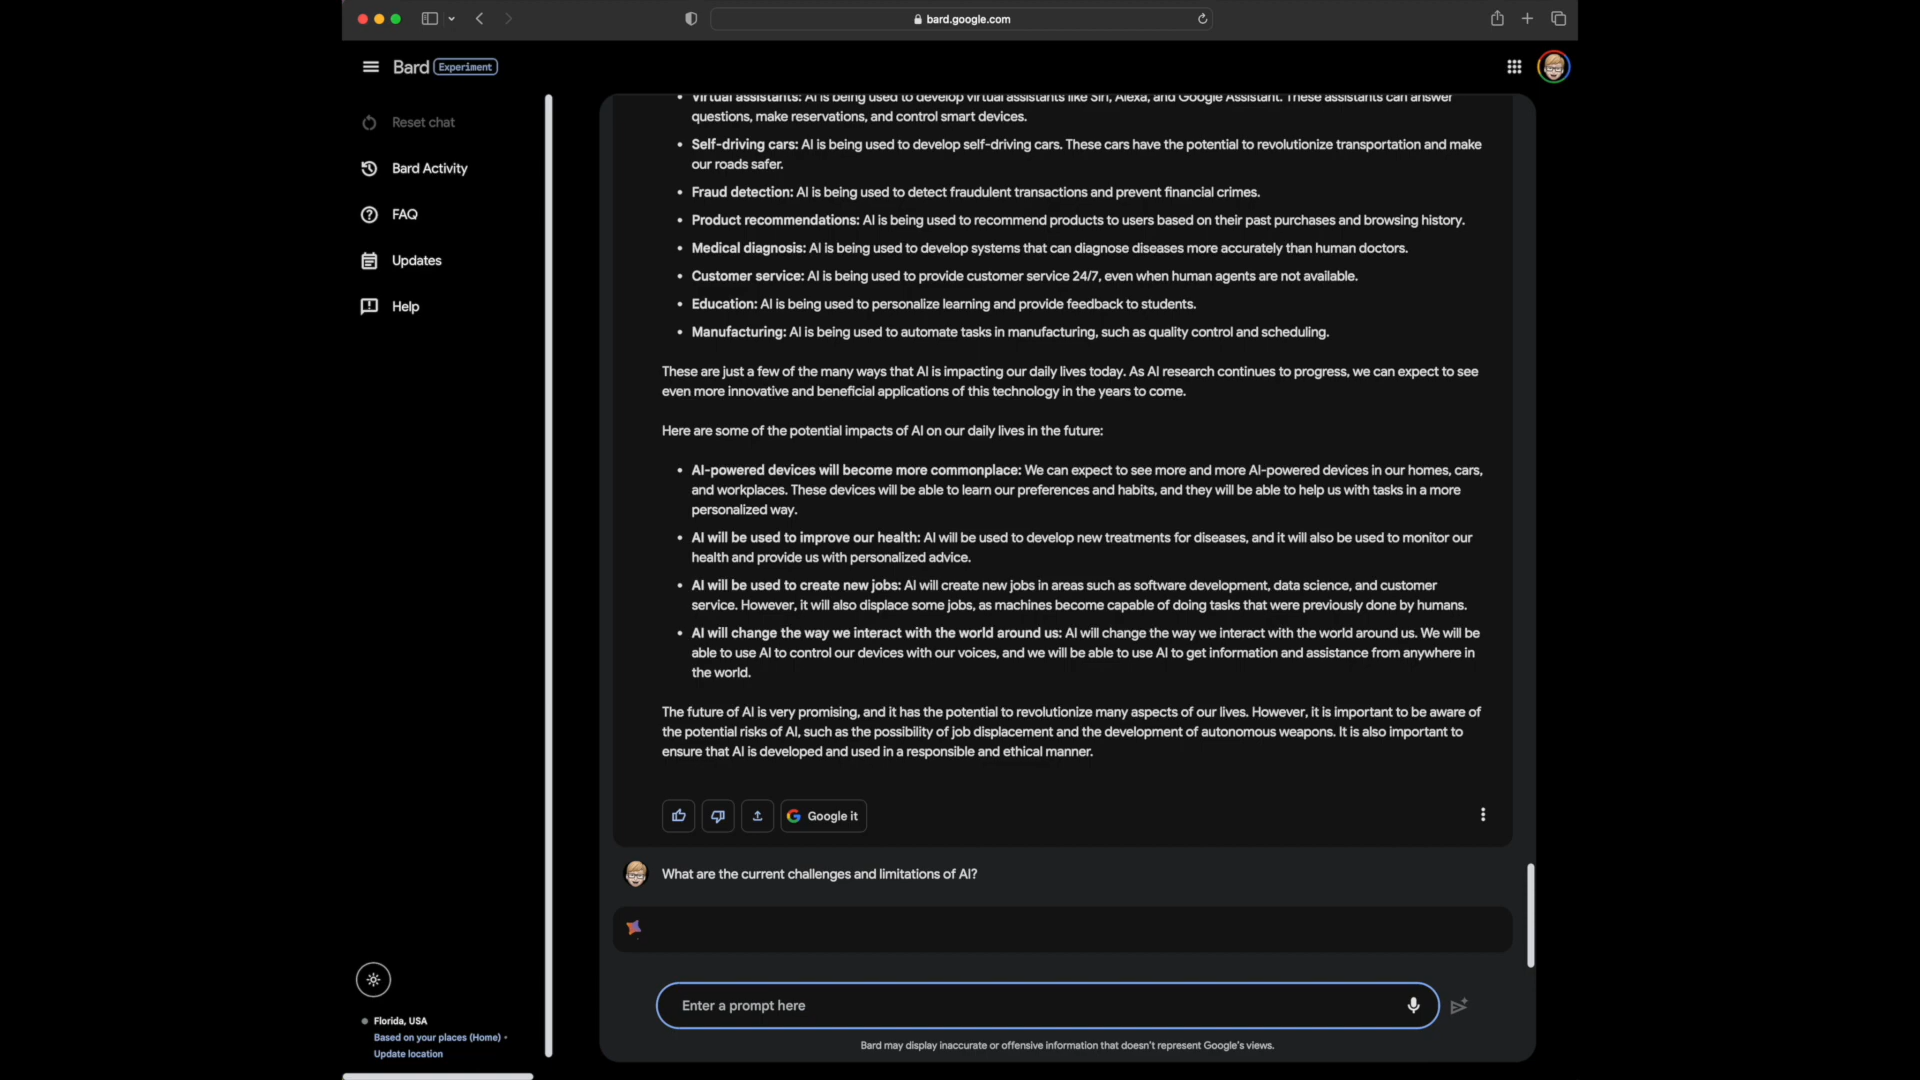 bard.google.com
Bard Experiment
Reset chat
Bard Activity
FAQ
Updates
Help
• Virtual assistants: AI is being used to develop virtual assistants like Siri, Alexa, and Google Assistant. These assistants can answer
questions, make reservations, and control smart devices.
• Self-driving cars: AI is being used to develop self-driving cars. These cars have the potential to revolutionize transportation and make
our roads safer.
• Fraud detection: AI is being used to detect fraudulent transactions and prevent financial crimes.
• Product recommendations: AI is being used to recommend products to users based on their past purchases and browsing history.
• Medical diagnosis: AI is being used to develop systems that can diagnose diseases more accurately than human doctors.
• Customer service: AI is being used to provide customer service 24/7, even when human agents are not available.
• Education: AI is being used to personalize learning and provide feedback to students.
• Manufacturing: AI is being used to automate tasks in manufacturing, such as quality control and scheduling.
These are just a few of the many ways that AI is impacting our daily lives today. As AI research continues to progress, we can expect to see
even more innovative and beneficial applications of this technology in the years to come.
Here are some of the potential impacts of AI on our daily lives in the future:
• AI-powered devices will become more commonplace: We can expect to see more and more AI-powered devices in our homes, cars,
and workplaces. These devices will be able to learn our preferences and habits, and they will be able to help us with tasks in a more
personalized way.
• AI will be used to improve our health: AI will be used to develop new treatments for diseases, and it will also be used to monitor our
health and provide us with personalized advice.
• AI will be used to create new jobs: AI will create new jobs in areas such as software development, data science, and customer
service. However, it will also displace some jobs, as machines become capable of doing tasks that were previously done by humans.
• AI will change the way we interact with the world around us: AI will change the way we interact with the world around us. We will be
able to use AI to control our devices with our voices, and we will be able to use AI to get information and assistance from anywhere in
the world.
The future of AI is very promising, and it has the potential to revolutionize many aspects of our lives. However, it is important to be aware of
the potential risks of AI, such as the possibility of job displacement and the development of autonomous weapons. It is also important to
ensure that AI is developed and used in a responsible and ethical manner.
Google it
What are the current challenges and limitations of AI?
Enter a prompt here
Bard may display inaccurate or offensive information that doesn't represent Google's views.
Florida, USA
Based on your places (Home) •
Update location